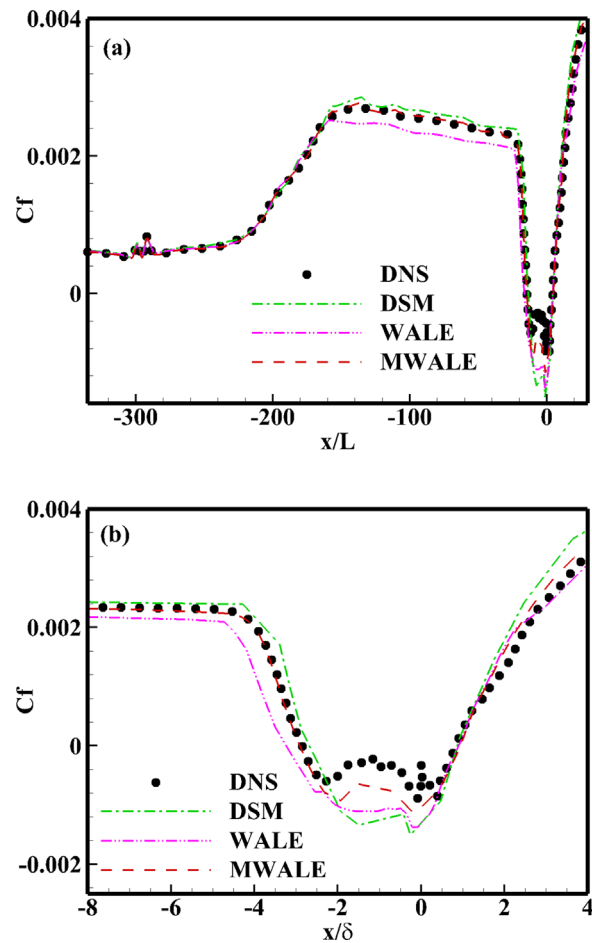 0.004
(a)
0.002
Cf
0
DNS
DSM
WALE
MWALE
-300 -200 -100 0
x/L
0.004
(b)
0.002
Cf
0
DNS
DSM
WALE
-0.002
MWALE
-8 -6 -4 -2 0 2 4
x/δ